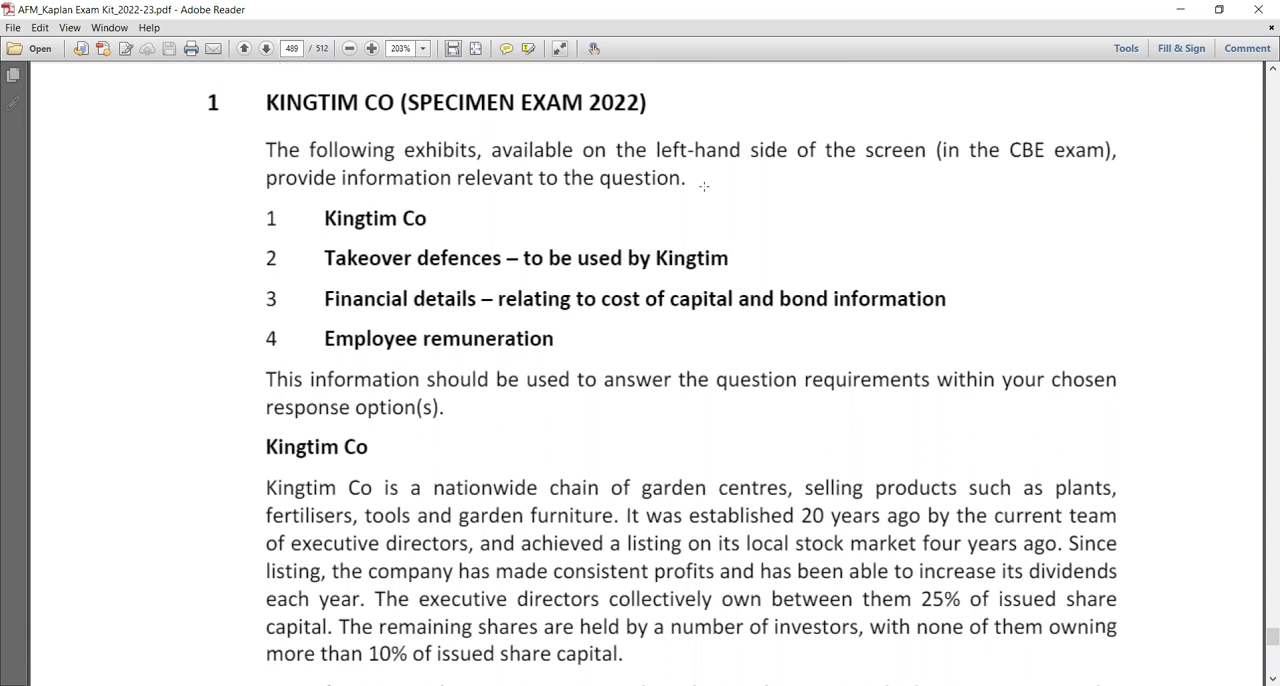 AFM_Kaplan Exam Kit_2022-23.pdf - Adobe Reader
File Edit View Window Help
Open 489 / 512 203% Tools Fill & Sign Comment
1 KINGTIM CO (SPECIMEN EXAM 2022)
The following exhibits, available on the left-hand side of the screen (in the CBE exam),
provide information relevant to the question.
1 Kingtim Co
2 Takeover defences – to be used by Kingtim
3 Financial details – relating to cost of capital and bond information
4 Employee remuneration
This information should be used to answer the question requirements within your chosen
response option(s).
Kingtim Co
Kingtim Co is a nationwide chain of garden centres, selling products such as plants,
fertilisers, tools and garden furniture. It was established 20 years ago by the current team
of executive directors, and achieved a listing on its local stock market four years ago. Since
listing, the company has made consistent profits and has been able to increase its dividends
each year. The executive directors collectively own between them 25% of issued share
capital. The remaining shares are held by a number of investors, with none of them owning
more than 10% of issued share capital.